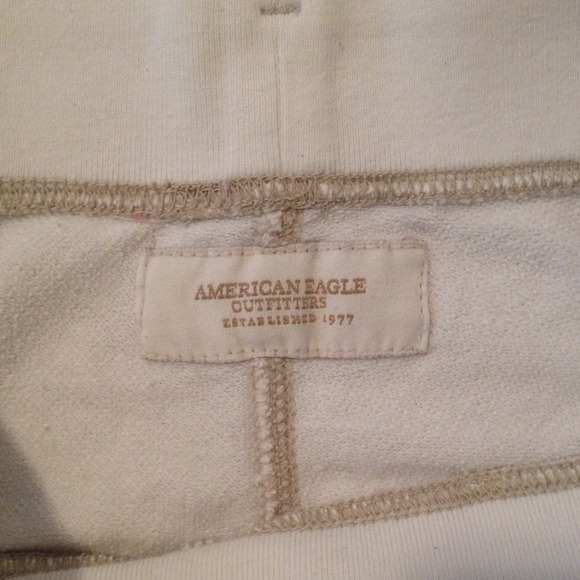 AMERICAN EAGLE
OUTFITTERS
ESTABLISHED 1977